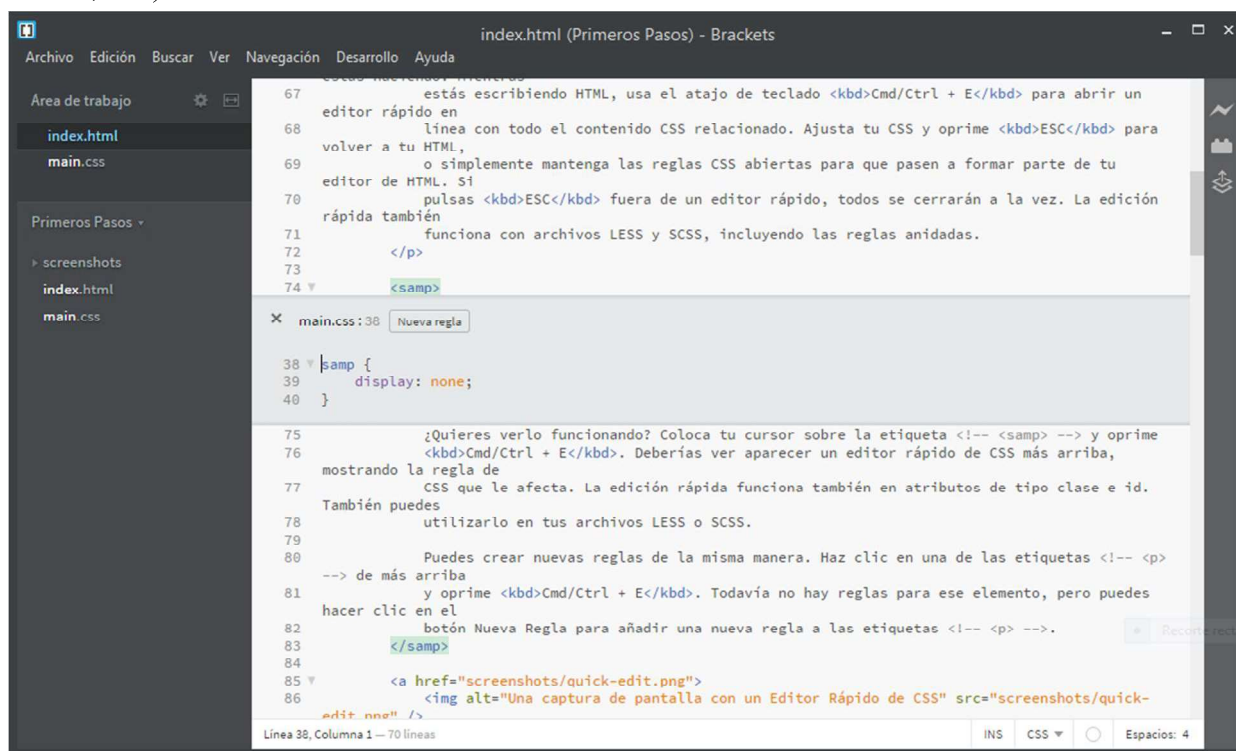 index.html (Primeros Pasos) - Brackets
Archivo Edición Buscar Ver Navegación Desarrollo Ayuda
Área de trabajo
index.html
main.css
Primeros Pasos
screenshots
index.html
main.css
67 estás escribiendo HTML, usa el atajo de teclado <kbd>Cmd/Ctrl + E</kbd> para abrir un
editor rápido en
68 línea con todo el contenido CSS relacionado. Ajusta tu CSS y oprime <kbd>ESC</kbd> para
volver a tu HTML,
69 o simplemente mantenga las reglas CSS abiertas para que pasen a formar parte de tu
editor de HTML. Si
70 pulsas <kbd>ESC</kbd> fuera de un editor rápido, todos se cerrarán a la vez. La edición
rápida también
71 funciona con archivos LESS y SCSS, incluyendo las reglas anidadas.
72 </p>
73
74 <samp>
main.css : 38 Nueva regla
38 samp {
39 display: none;
40 }
75 ¿Quieres verlo funcionando? Coloca tu cursor sobre la etiqueta <!-- <samp> --> y oprime
76 <kbd>Cmd/Ctrl + E</kbd>. Deberías ver aparecer un editor rápido de CSS más arriba,
mostrando la regla de
77 CSS que le afecta. La edición rápida funciona también en atributos de tipo clase e id.
También puedes
78 utilizarlo en tus archivos LESS o SCSS.
79
80 Puedes crear nuevas reglas de la misma manera. Haz clic en una de las etiquetas <!-- <p>
--> de más arriba
81 y oprime <kbd>Cmd/Ctrl + E</kbd>. Todavía no hay reglas para ese elemento, pero puedes
hacer clic en el
82 botón Nueva Regla para añadir una nueva regla a las etiquetas <!-- <p> -->.
83 </samp>
84
85 <a href="screenshots/quick-edit.png">
86 <img alt="Una captura de pantalla con un Editor Rápido de CSS" src="screenshots/quick-
edit.png" />
Línea 38, Columna 1 — 70 líneas INS CSS Espacios: 4